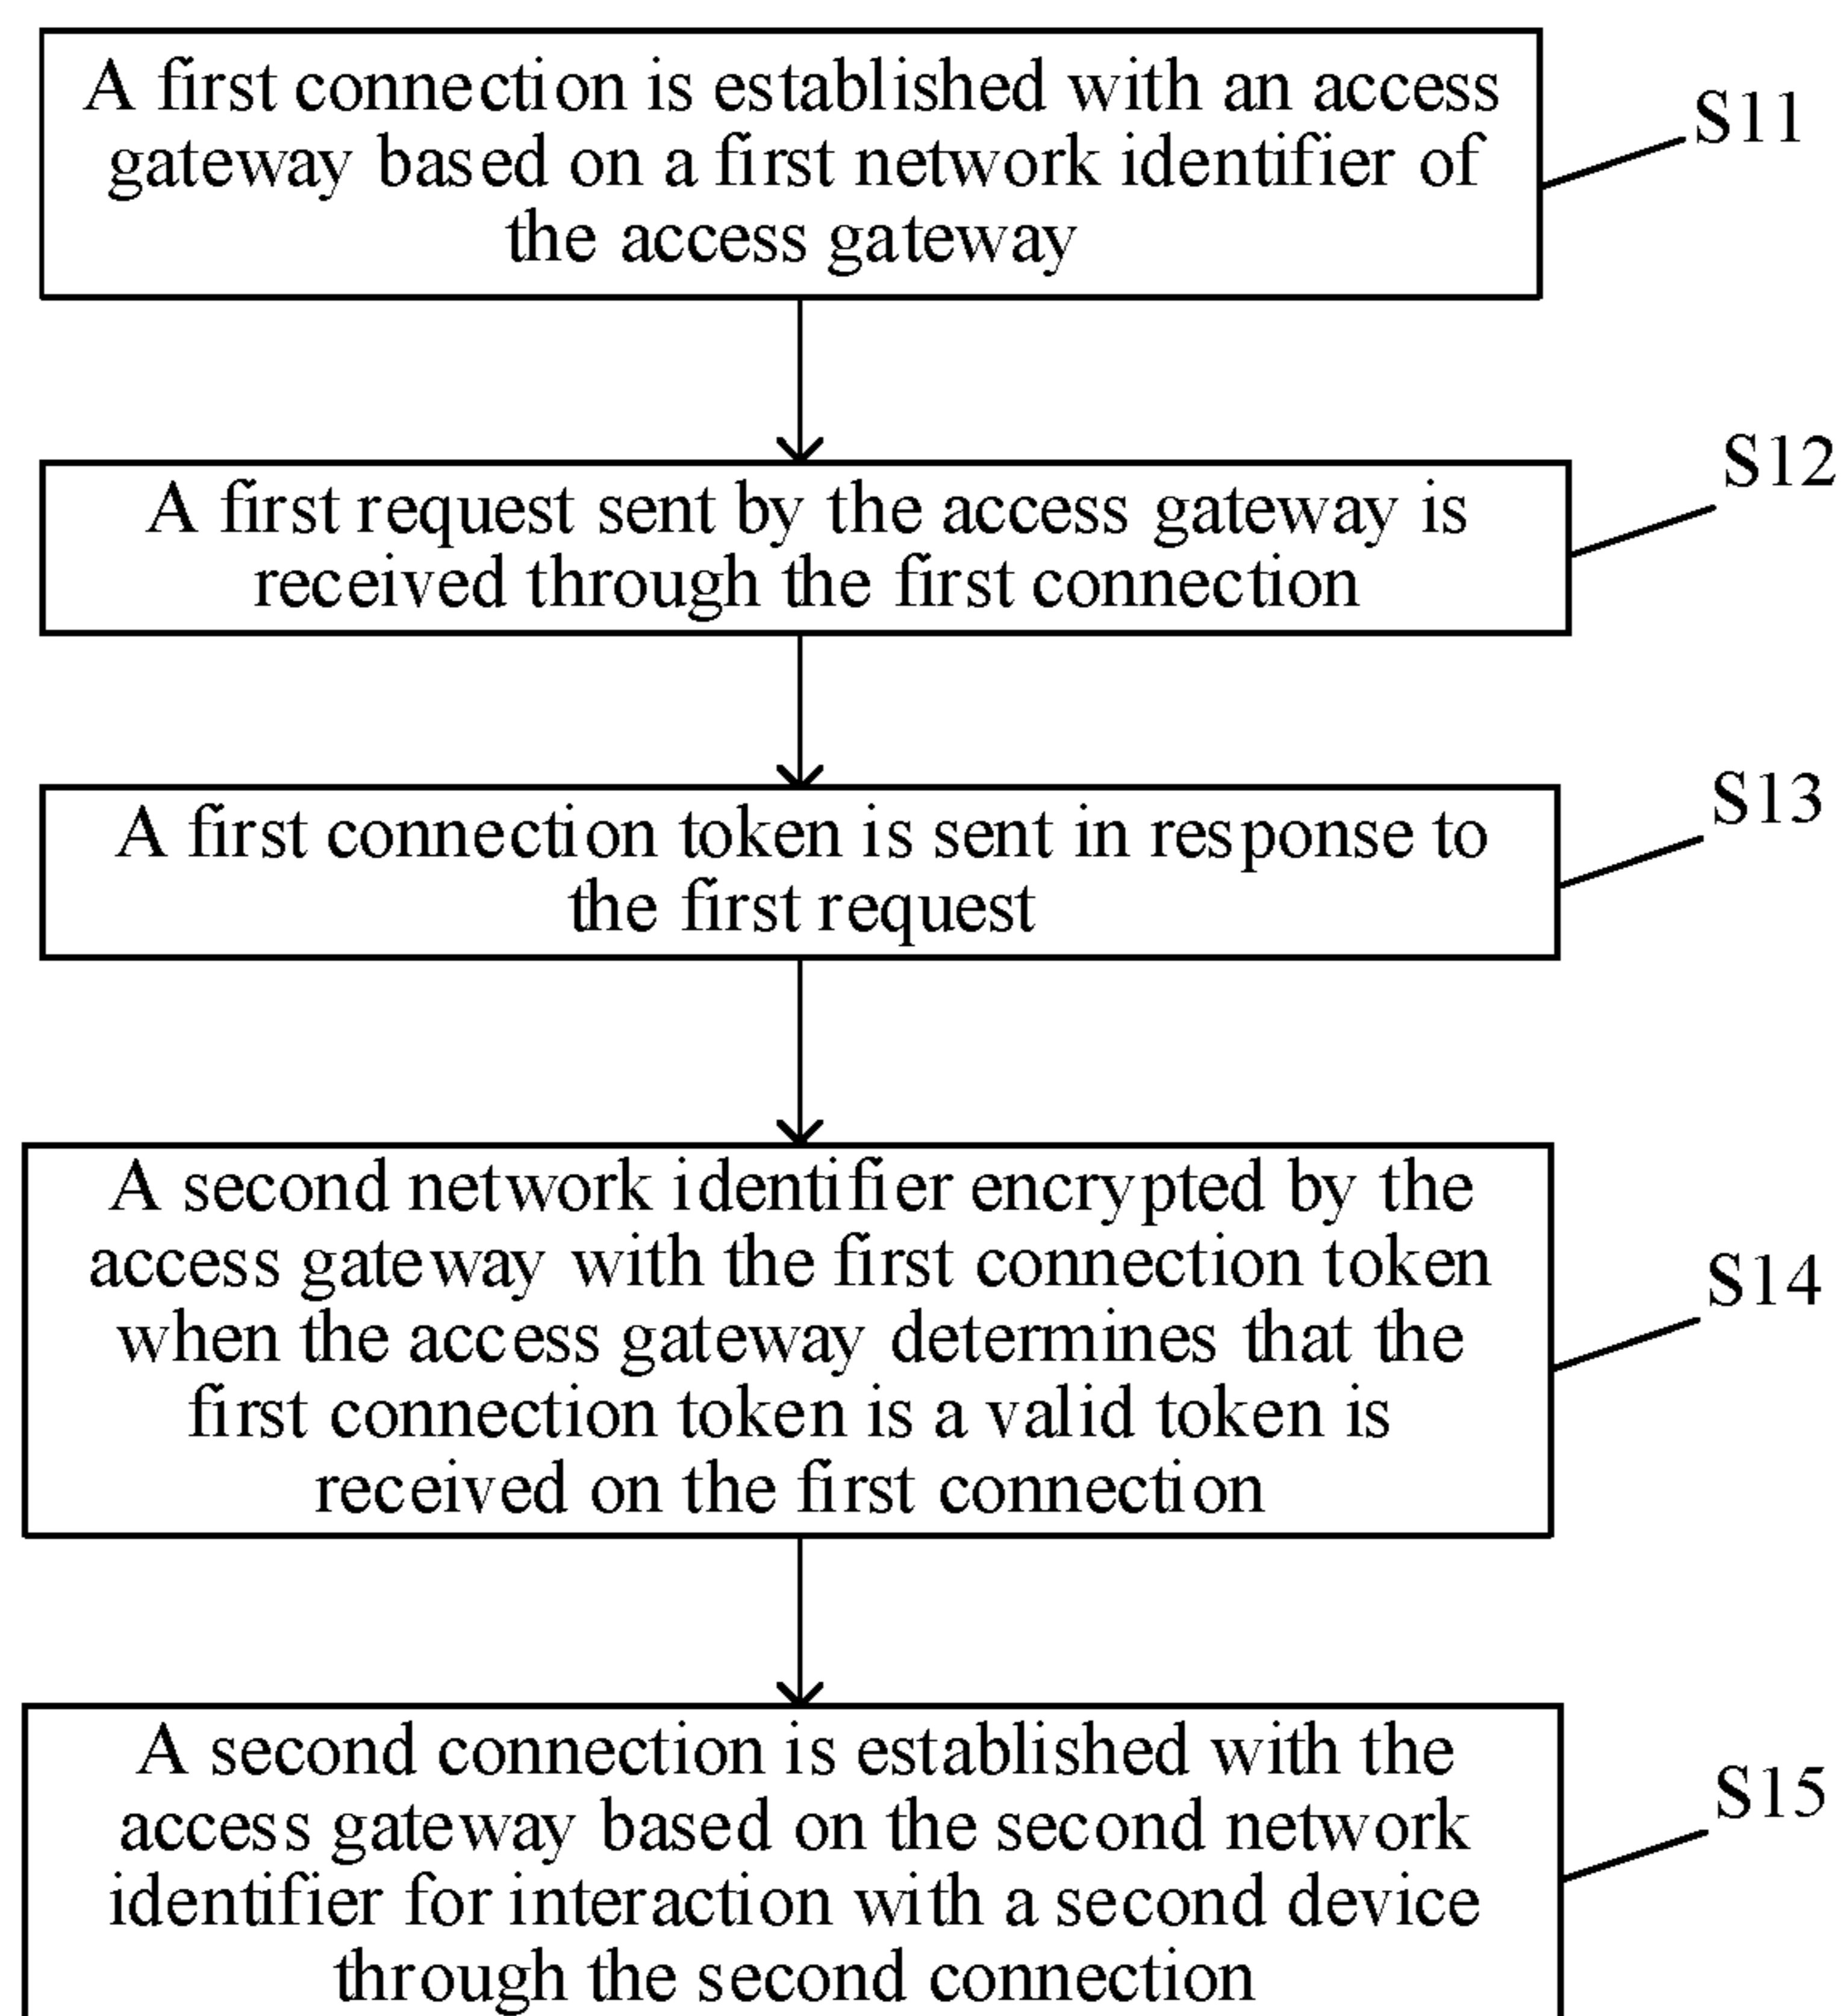 A first connection is established with an access
gateway based on a first network identifier of
the access gateway
S11
A first request sent by the access gateway is
received through the first connection
S12
A first connection token is sent in response to
the first request
S13
A second network identifier encrypted by the
access gateway with the first connection token
when the access gateway determines that the
first connection token is a valid token is
received on the first connection
S14
A second connection is established with the
access gateway based on the second network
identifier for interaction with a second device
through the second connection
S15